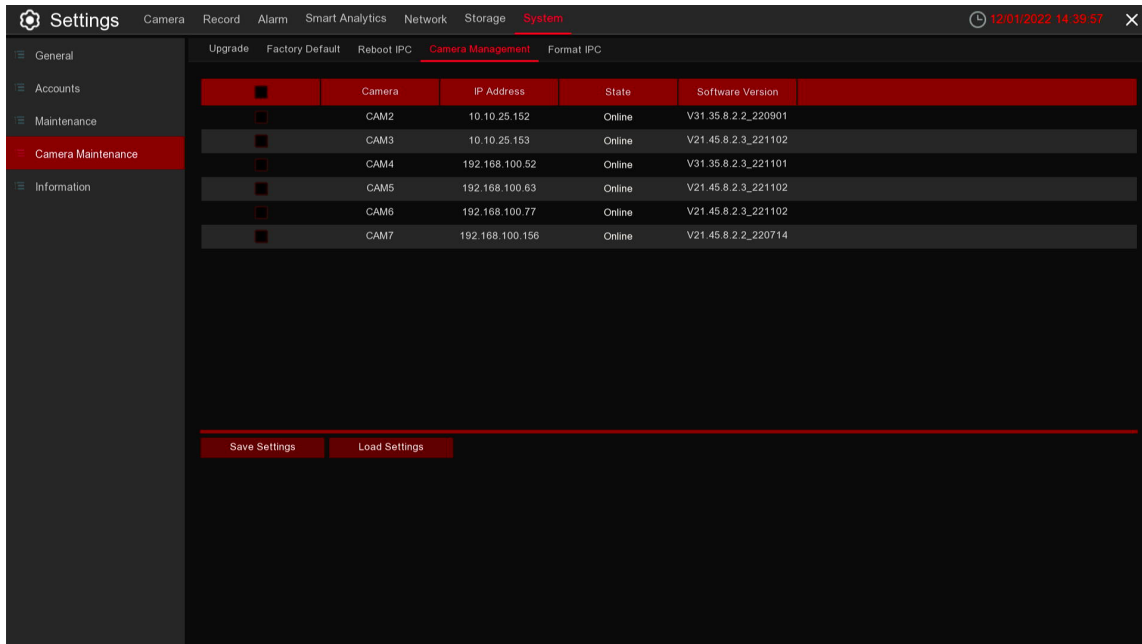 Settings Camera Record Alarm Smart Analytics Network Storage System 12/01/2022 14:39:57
Upgrade Factory Default Reboot IPC Camera Management Format IPC
General
Accounts
Maintenance
Camera Maintenance
Information
Camera IP Address State Software Version
CAM2 10.10.25.152 Online V31.35.8.2.2_220901
CAM3 10.10.25.153 Online V21.45.8.2.3_221102
CAM4 192.168.100.52 Online V31.35.8.2.3_221101
CAM5 192.168.100.63 Online V21.45.8.2.3_221102
CAM6 192.168.100.77 Online V21.45.8.2.3_221102
CAM7 192.168.100.156 Online V21.45.8.2.2_220714
Save Settings Load Settings